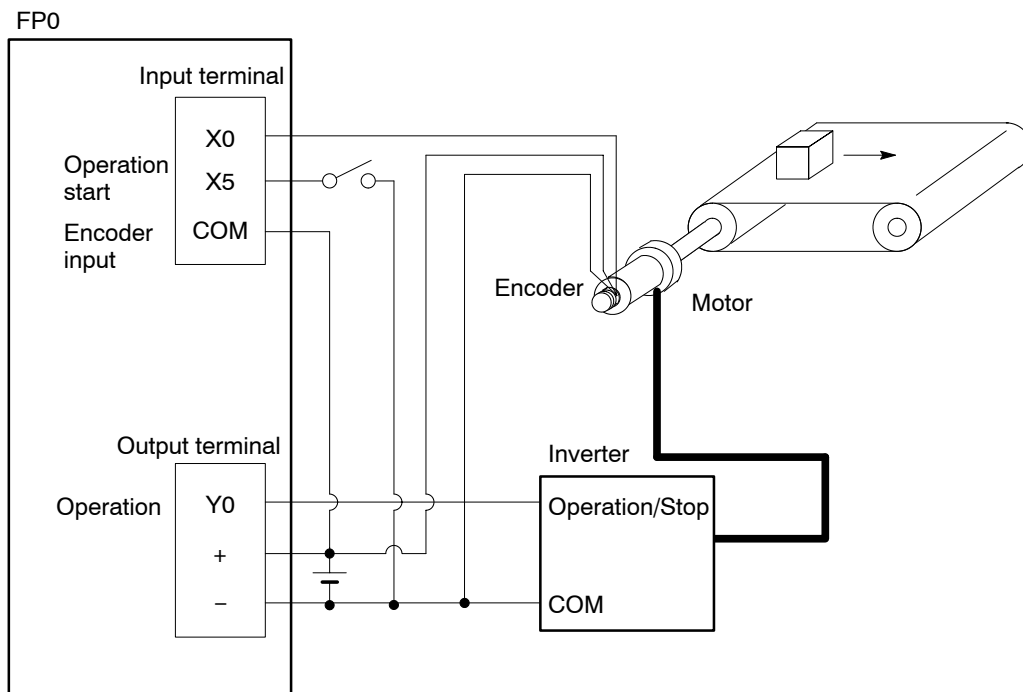 FP0
Input terminal
X0
Operation
start
X5
Encoder
input
COM
Encoder
Motor
Output terminal
Inverter
Operation
Y0
Operation/Stop
+
−
COM